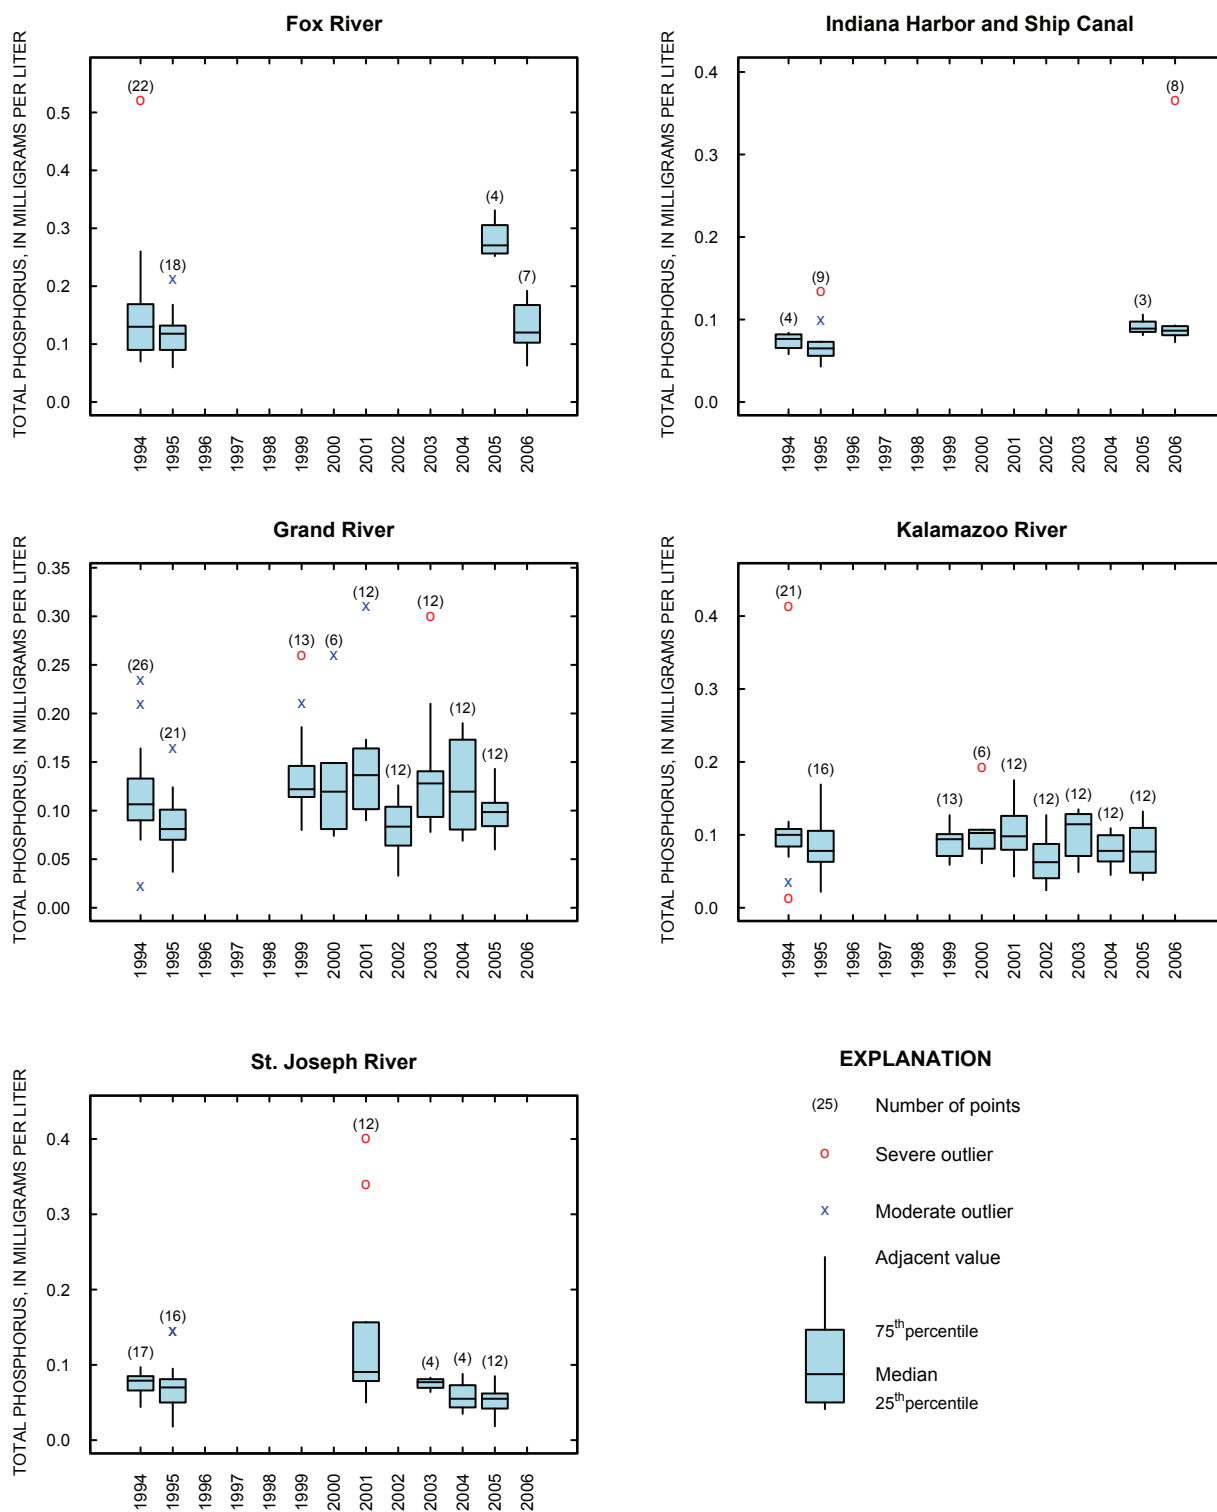 Fox River
TOTAL PHOSPHORUS, IN MILLIGRAMS PER LITER
0.5
0.4
0.3
0.2
0.1
0.0
(22)
(18)
(4)
(7)
1994 1995 1996 1997 1998 1999 2000 2001 2002 2003 2004 2005 2006
Indiana Harbor and Ship Canal
TOTAL PHOSPHORUS, IN MILLIGRAMS PER LITER
0.4
0.3
0.2
0.1
0.0
(4)
(9)
(3)
(8)
1994 1995 1996 1997 1998 1999 2000 2001 2002 2003 2004 2005 2006
Grand River
TOTAL PHOSPHORUS, IN MILLIGRAMS PER LITER
0.35
0.30
0.25
0.20
0.15
0.10
0.05
0.00
(26)
(21)
(13)
(6)
(12)
(12)
(12)
(12)
(12)
1994 1995 1996 1997 1998 1999 2000 2001 2002 2003 2004 2005 2006
Kalamazoo River
TOTAL PHOSPHORUS, IN MILLIGRAMS PER LITER
0.4
0.3
0.2
0.1
0.0
(21)
(16)
(13)
(6)
(12)
(12)
(12)
(12)
(12)
1994 1995 1996 1997 1998 1999 2000 2001 2002 2003 2004 2005 2006
St. Joseph River
TOTAL PHOSPHORUS, IN MILLIGRAMS PER LITER
0.4
0.3
0.2
0.1
0.0
(17)
(16)
(12)
(4)
(4)
(12)
1994 1995 1996 1997 1998 1999 2000 2001 2002 2003 2004 2005 2006
EXPLANATION
(25) Number of points
o Severe outlier
x Moderate outlier
Adjacent value
75th percentile
Median
25th percentile